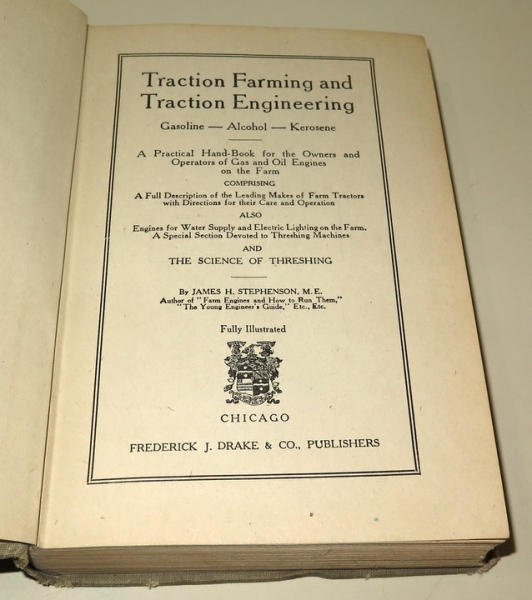 Traction Farming and
Traction Engineering
Gasoline — Alcohol — Kerosene
A Practical Hand-Book for the Owners and
Operators of Gas and Oil Engines
on the Farm
COMPRISING
A Full Description of the Leading Makes of Farm Tractors
with Directions for their Care and Operation
ALSO
Engines for Water Supply and Electric Lighting on the Farm.
A Special Section Devoted to Threshing Machines
AND
THE SCIENCE OF THRESHING
By JAMES H. STEPHENSON, M.E.
Author of "Farm Engines and How to Run Them,"
"The Young Engineer's Guide," Etc., Etc.
Fully Illustrated
CHICAGO
FREDERICK J. DRAKE & CO., PUBLISHERS